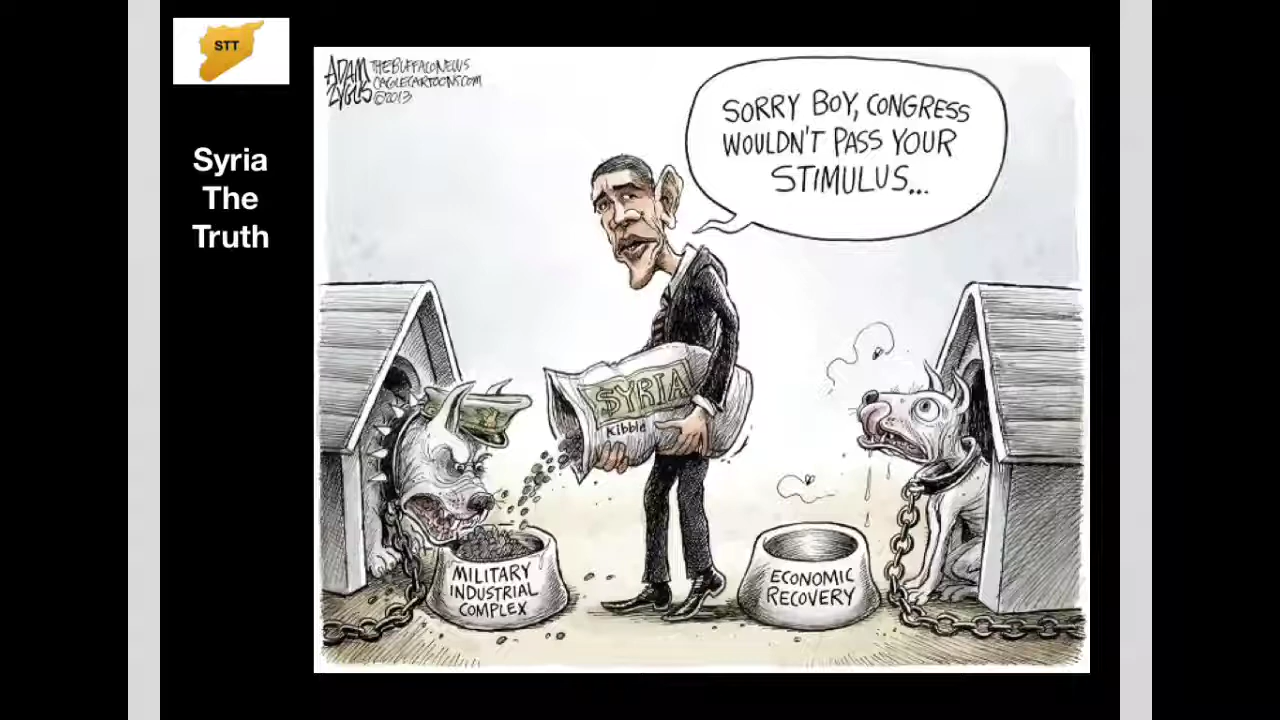 STT
Syria
The
Truth
ADAM
ZYGLIS
THE BUFFALO NEWS
CAGLECARTOONS.COM
©2013
SORRY BOY, CONGRESS
WOULDN'T PASS YOUR
STIMULUS...
SYRIA
Kibble
MILITARY
INDUSTRIAL
COMPLEX
ECONOMIC
RECOVERY